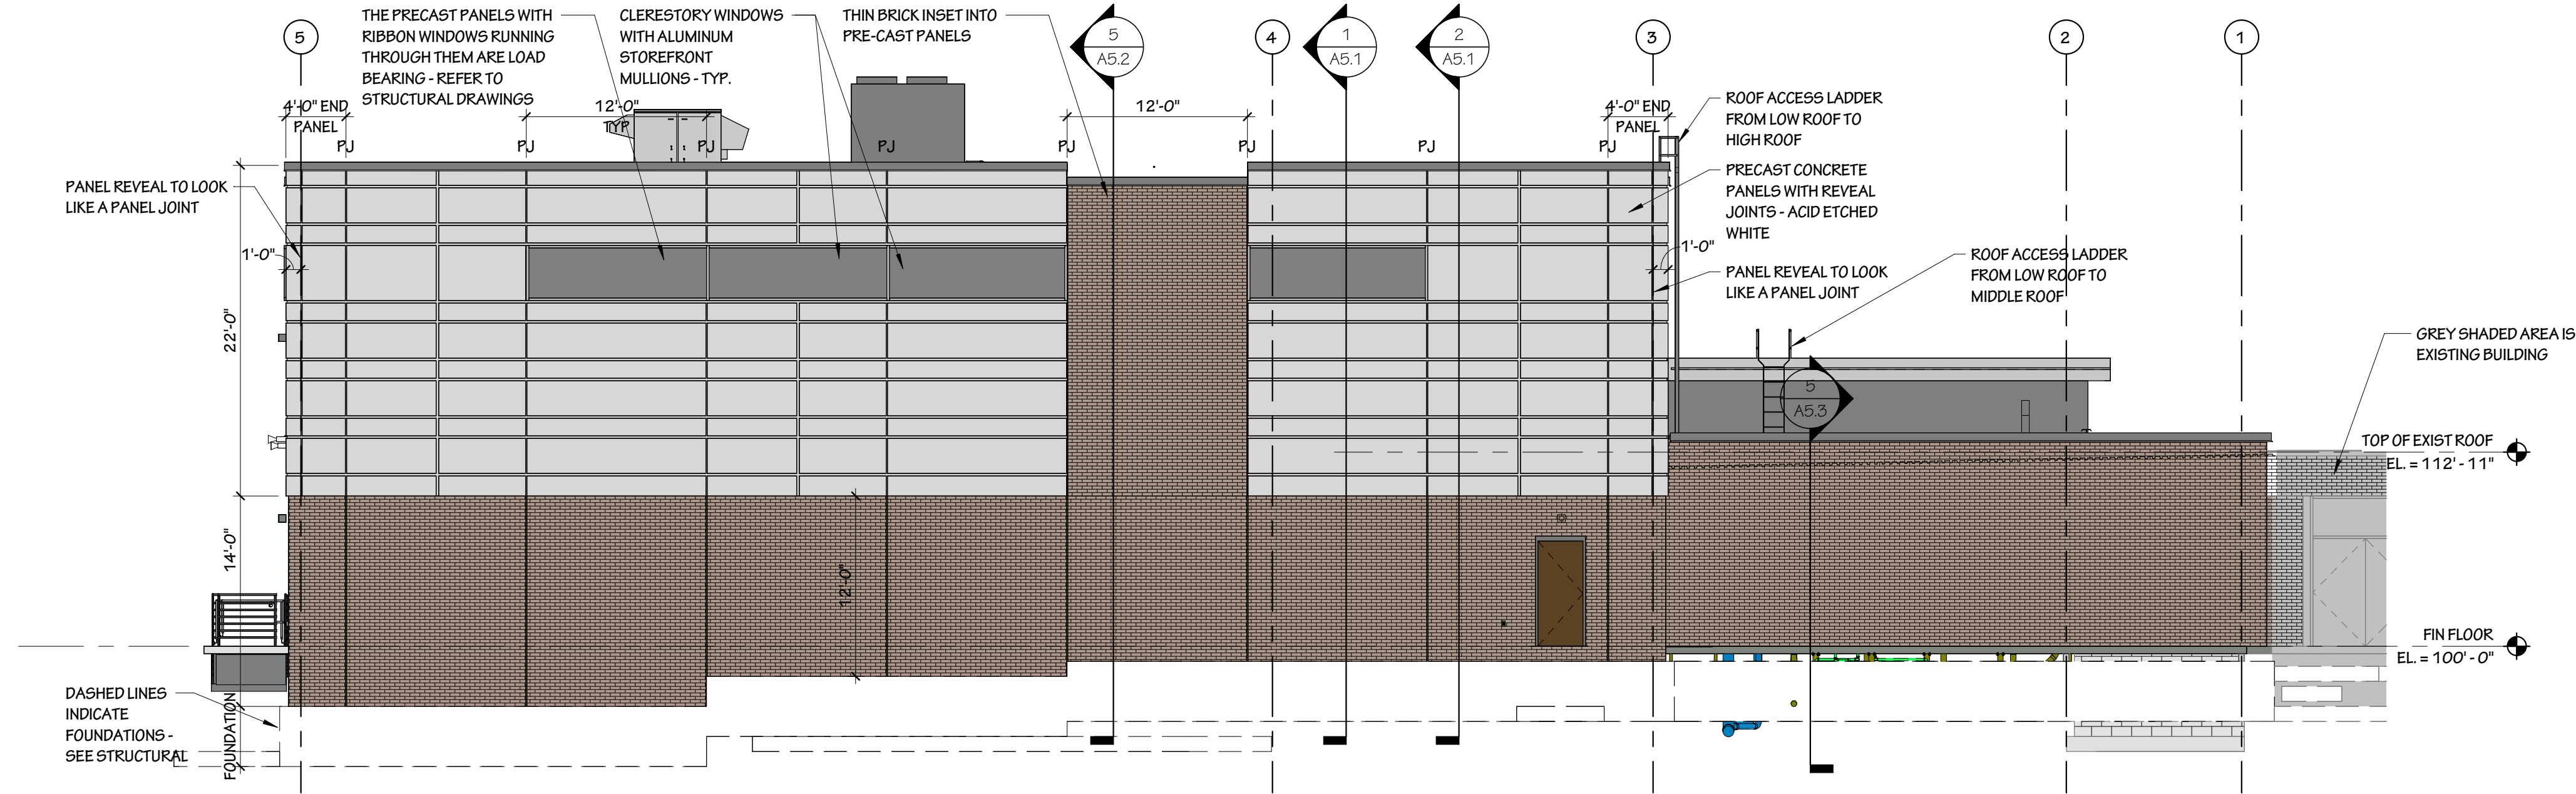 THE PRECAST PANELS WITH
RIBBON WINDOWS RUNNING
THROUGH THEM ARE LOAD
BEARING - REFER TO
STRUCTURAL DRAWINGS
CLERESTORY WINDOWS
WITH ALUMINUM
STOREFRONT
MULLIONS - TYP.
THIN BRICK INSET INTO
PRE-CAST PANELS
5
5
A5.2
4
1
A5.1
2
A5.1
3
2
1
4'-0" END
PANEL
12'-0"
TYP
12'-0"
4'-0" END
PANEL
PJ
PJ
PJ
PJ
PJ
PJ
PJ
PJ
ROOF ACCESS LADDER
FROM LOW ROOF TO
HIGH ROOF
PRECAST CONCRETE
PANELS WITH REVEAL
JOINTS - ACID ETCHED
WHITE
PANEL REVEAL TO LOOK
LIKE A PANEL JOINT
1'-0"
1'-0"
PANEL REVEAL TO LOOK
LIKE A PANEL JOINT
ROOF ACCESS LADDER
FROM LOW ROOF TO
MIDDLE ROOF
GREY SHADED AREA IS
EXISTING BUILDING
22'-0"
5
A5.3
TOP OF EXIST ROOF
EL. = 112' - 11"
14'-0"
12'-0"
FIN FLOOR
EL. = 100' - 0"
DASHED LINES
INDICATE
FOUNDATIONS -
SEE STRUCTURAL
FOUNDATION